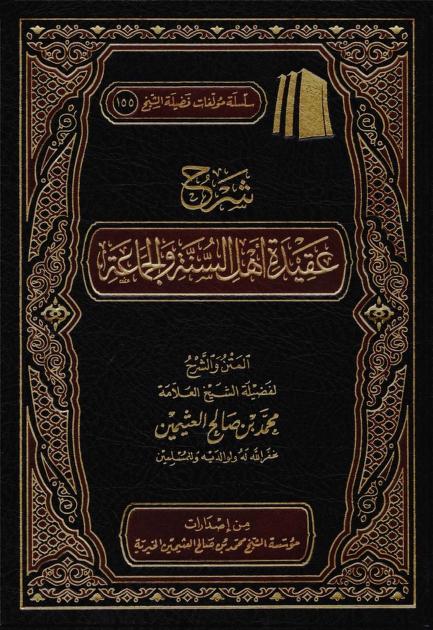 سلسلة مؤلفات فضيلة الشيخ ١٥٥
شرح
عقيدة أهل السنة والجماعة
المتن والشرح
لفضيلة الشيخ العلامة
محمد بن صالح العثيمين
غفر الله له ولوالديه وللمسلمين
من إصدارات
مؤسسة الشيخ محمد بن صالح العثيمين الخيرية